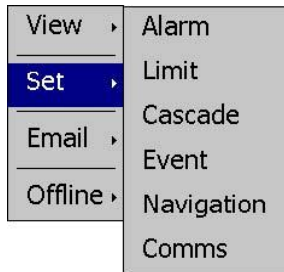 View
Set
Email
Offline
Alarm
Limit
Cascade
Event
Navigation
Comms